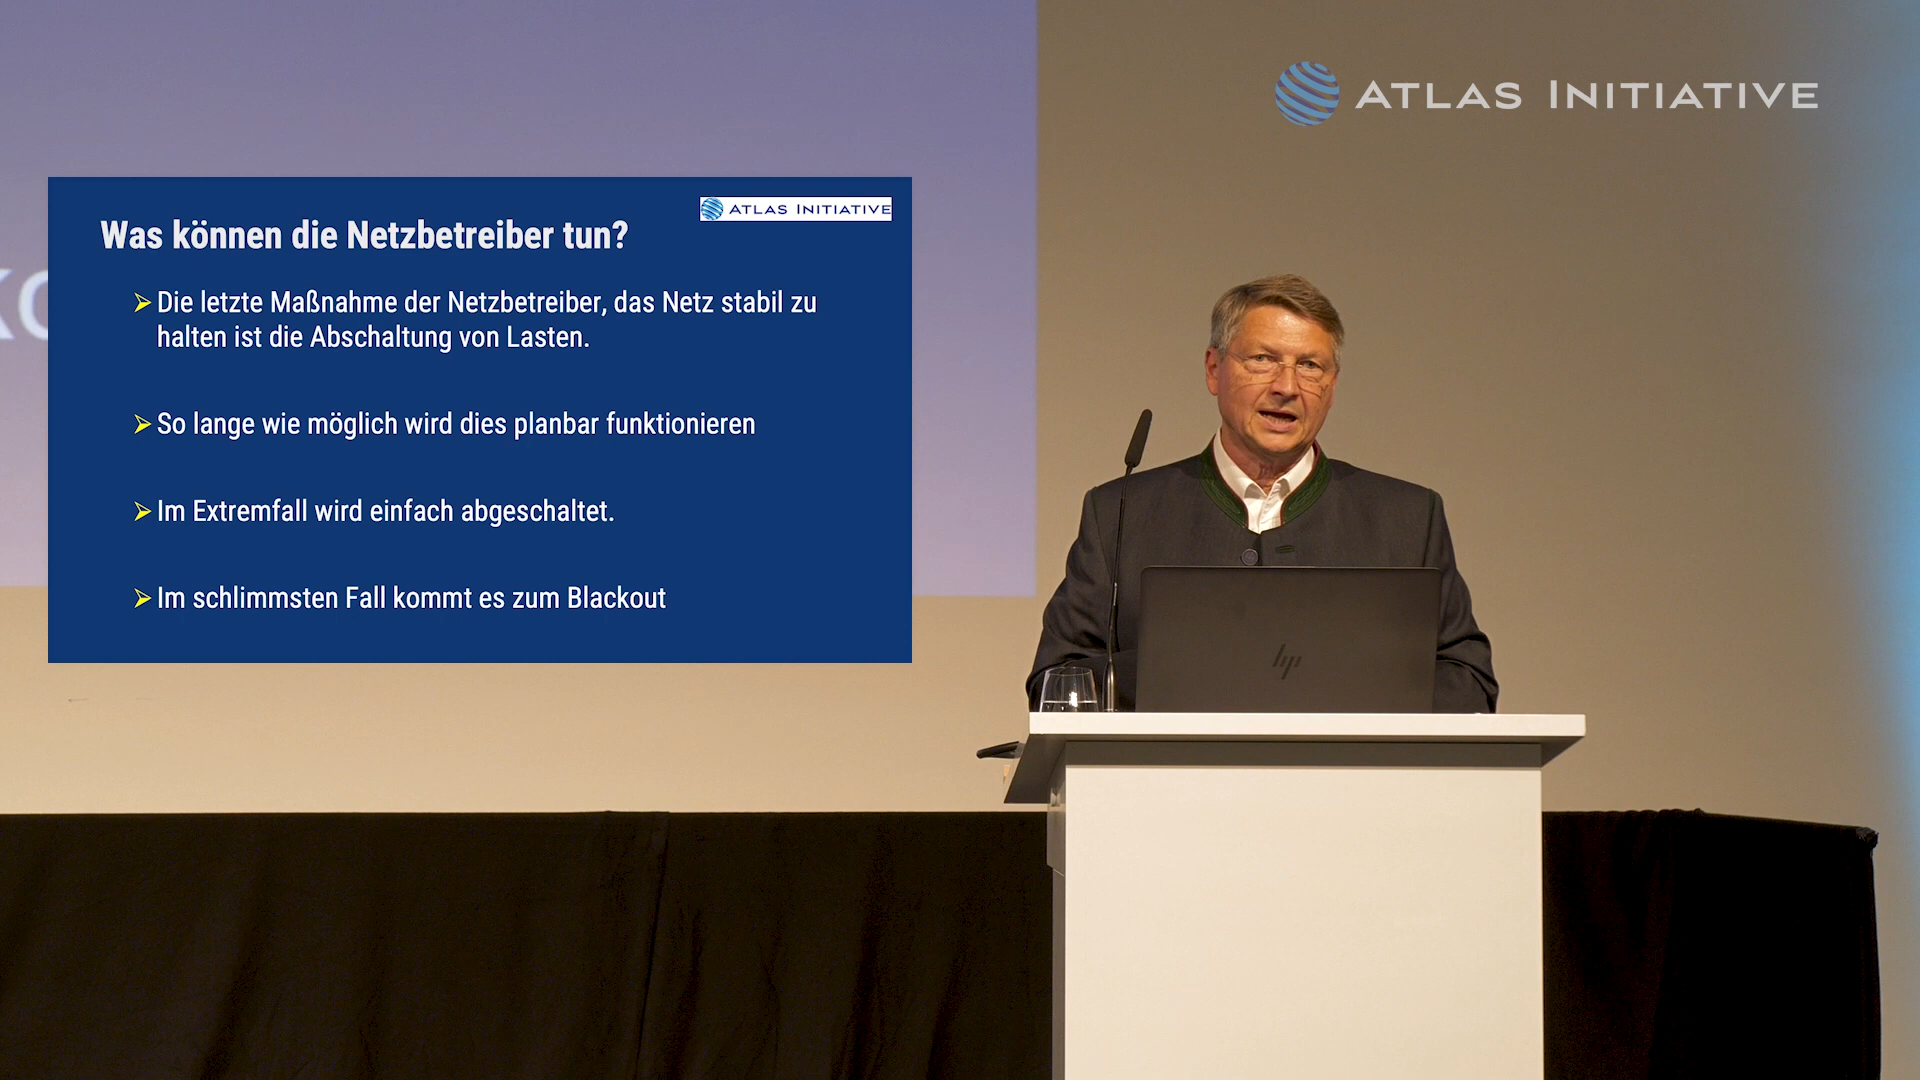 ATLAS INITIATIVE
ATLAS INITIATIVE
Was können die Netzbetreiber tun?
Die letzte Maßnahme der Netzbetreiber, das Netz stabil zu
halten ist die Abschaltung von Lasten.
So lange wie möglich wird dies planbar funktionieren
Im Extremfall wird einfach abgeschaltet.
Im schlimmsten Fall kommt es zum Blackout
hp